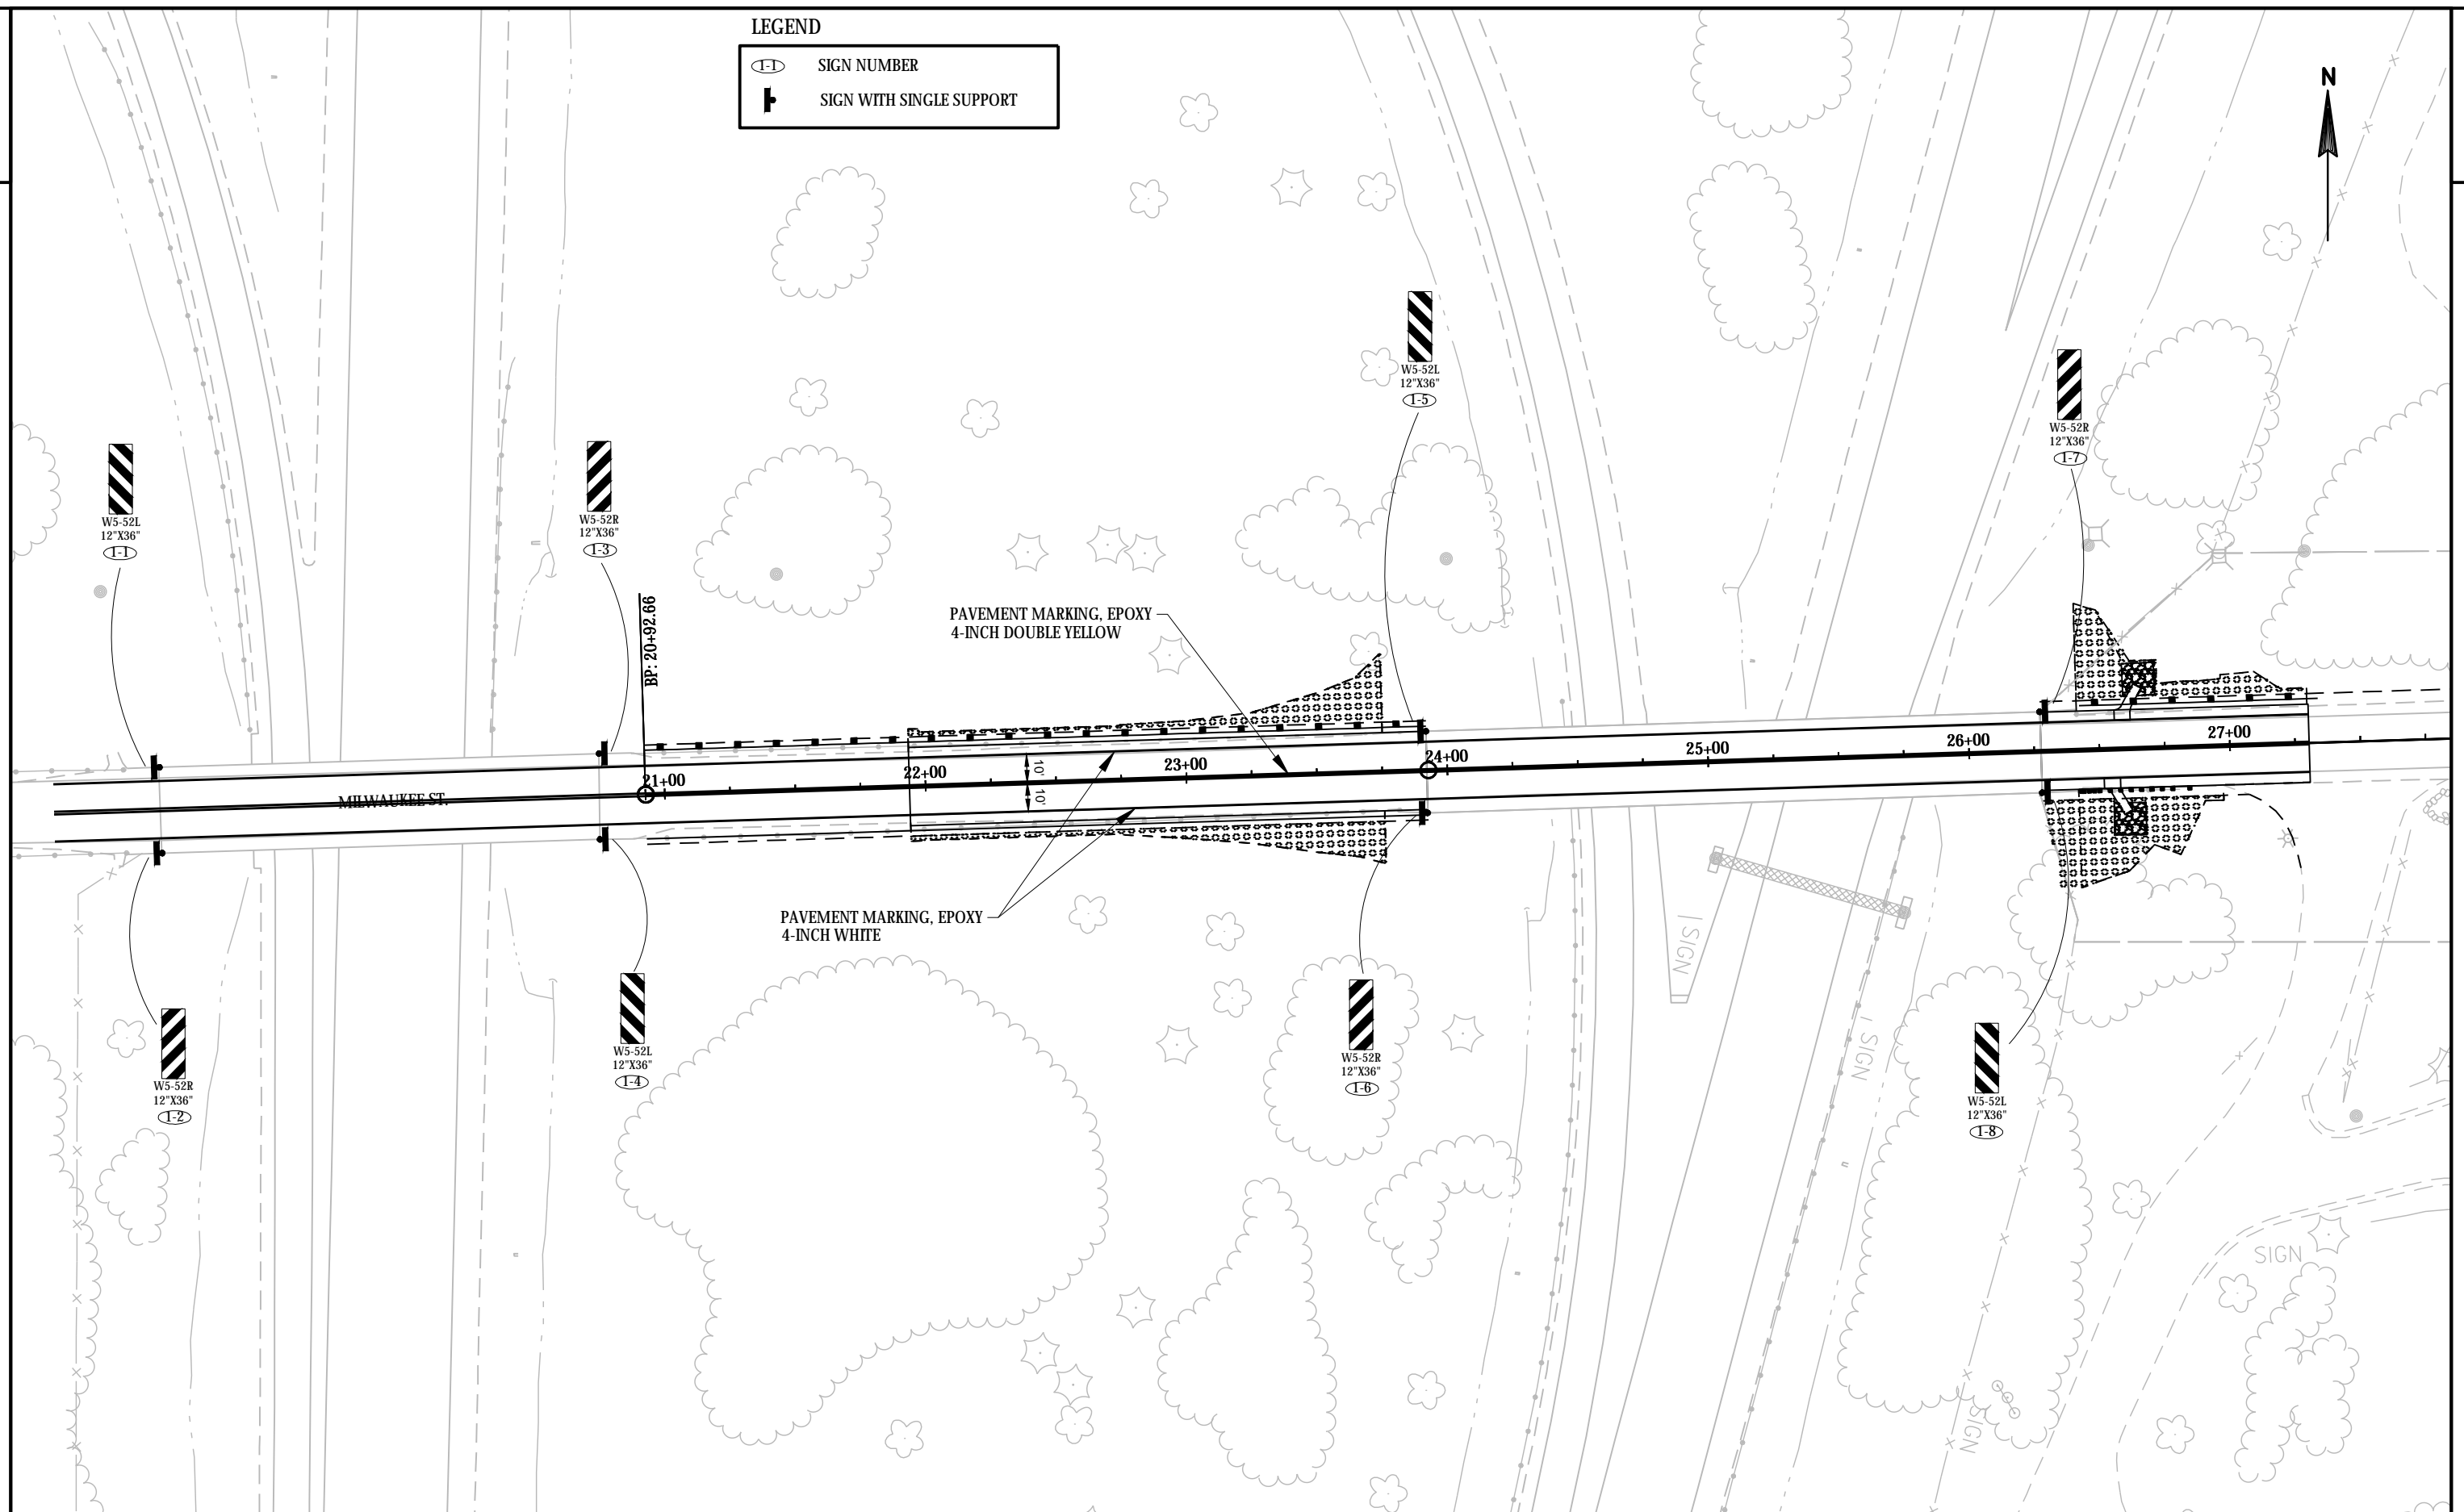 LEGEND
1-1 SIGN NUMBER
SIGN WITH SINGLE SUPPORT
N
W5-52L
12"X36"
1-5
W5-52R
12"X36"
1-7
W5-52L
12"X36"
1-1
W5-52R
12"X36"
1-3
BP: 20+92.66
PAVEMENT MARKING, EPOXY
4-INCH DOUBLE YELLOW
MILWAUKEE ST.
21+00
22+00
23+00
24+00
25+00
26+00
27+00
10'
10'
PAVEMENT MARKING, EPOXY
4-INCH WHITE
W5-52R
12"X36"
1-2
W5-52L
12"X36"
1-4
W5-52R
12"X36"
1-6
W5-52L
12"X36"
1-8
SIGN
SIGN
SIGN
SIGN